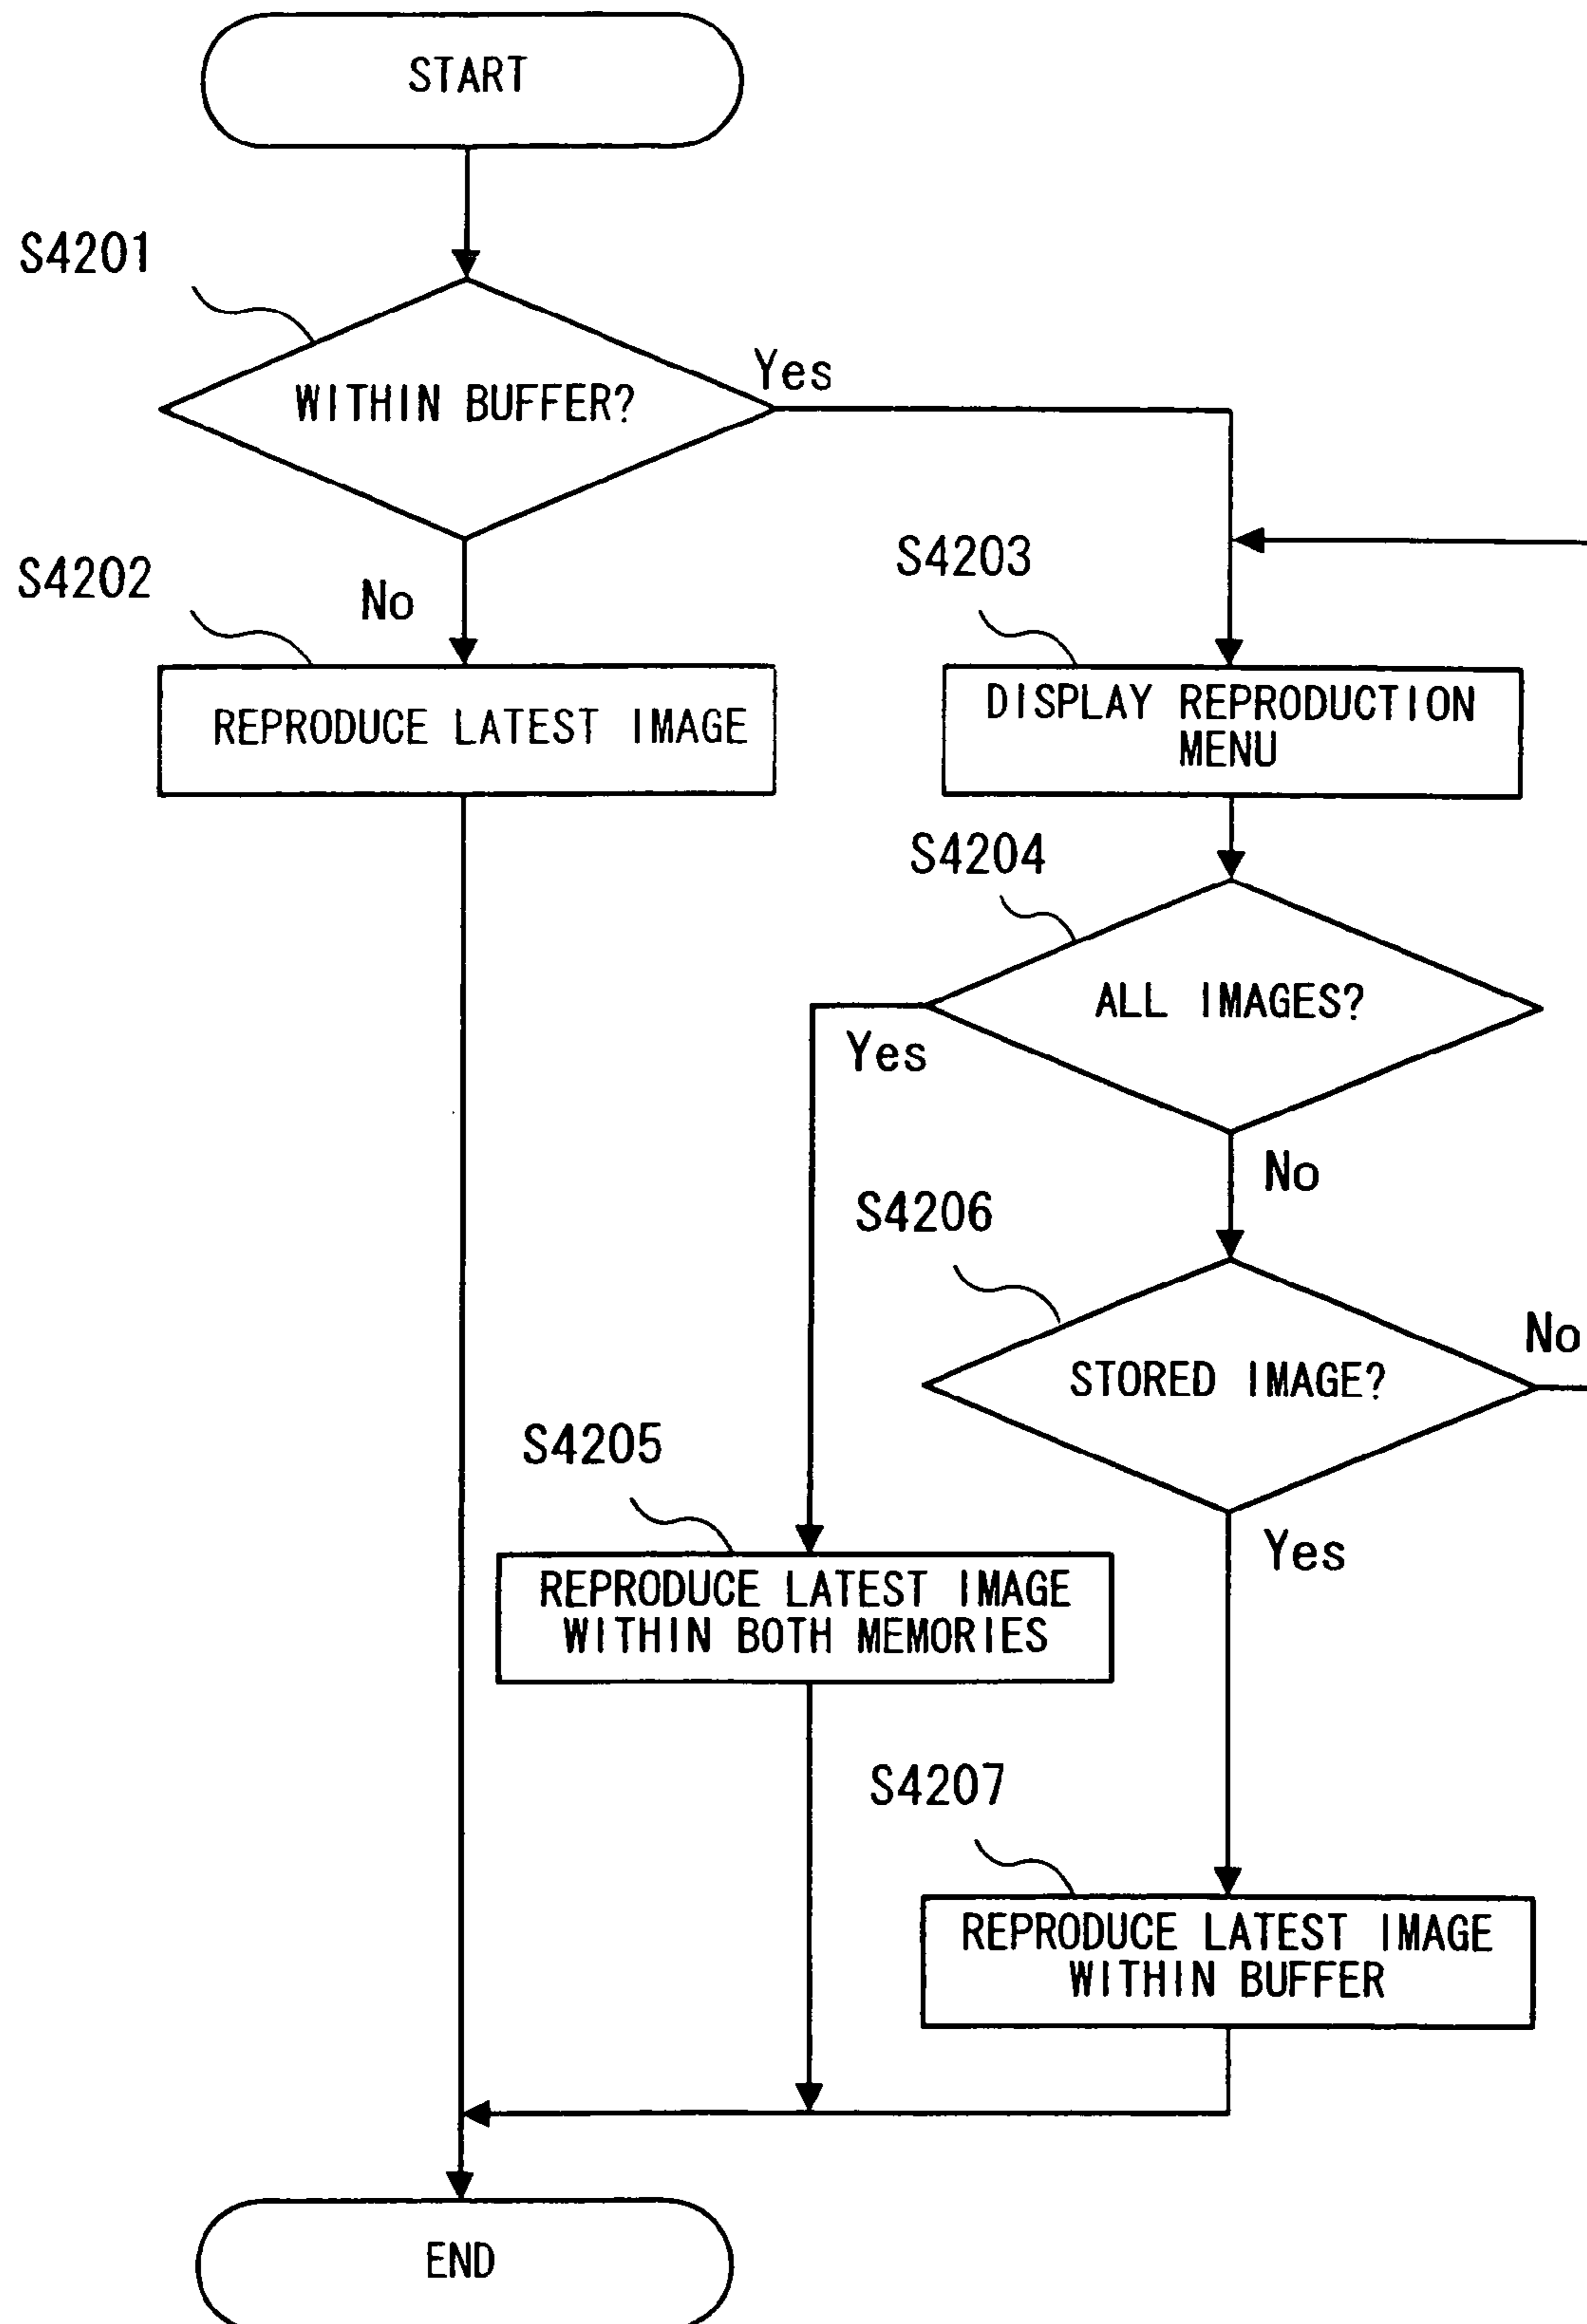 START
S4201
WITHIN BUFFER?
Yes
No
S4202
REPRODUCE LATEST IMAGE
S4203
DISPLAY REPRODUCTION
MENU
S4204
ALL IMAGES?
Yes
No
S4206
STORED IMAGE?
No
Yes
S4205
REPRODUCE LATEST IMAGE
WITHIN BOTH MEMORIES
S4207
REPRODUCE LATEST IMAGE
WITHIN BUFFER
END